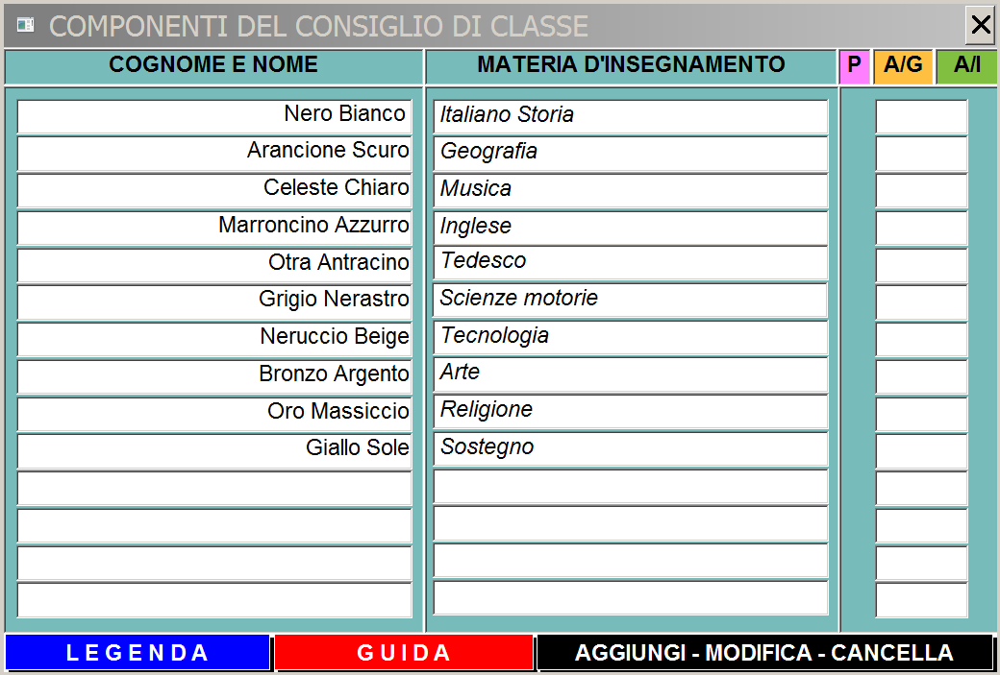 COMPONENTI DEL CONSIGLIO DI CLASSE
COGNOME E NOME MATERIA D'INSEGNAMENTO P A/G A/I
Nero Bianco Italiano Storia
Arancione Scuro Geografia
Celeste Chiaro Musica
Marroncino Azzurro Inglese
Otra Antracino Tedesco
Grigio Nerastro Scienze motorie
Neruccio Beige Tecnologia
Bronzo Argento Arte
Oro Massiccio Religione
Giallo Sole Sostegno
LEGENDA GUIDA AGGIUNGI - MODIFICA - CANCELLA